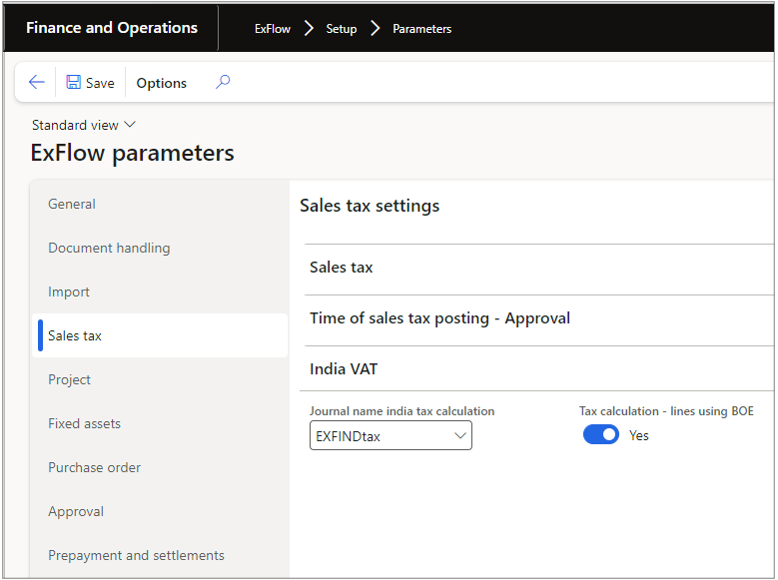 Finance and Operations
ExFlow > Setup > Parameters
Save Options
Standard view
ExFlow parameters
General
Document handling
Import
Sales tax
Project
Fixed assets
Purchase order
Approval
Prepayment and settlements
Sales tax settings
Sales tax
Time of sales tax posting - Approval
India VAT
Journal name india tax calculation
EXFINDtax
Tax calculation - lines using BOE
Yes